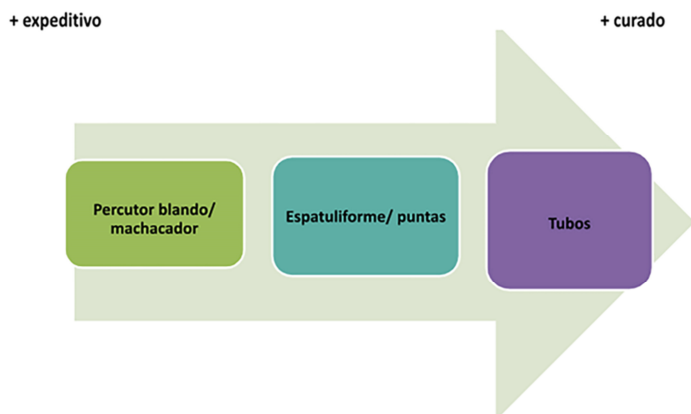 + expeditivo
+ curado
Percutor blando/
machacador
Espatuliforme/ puntas
Tubos